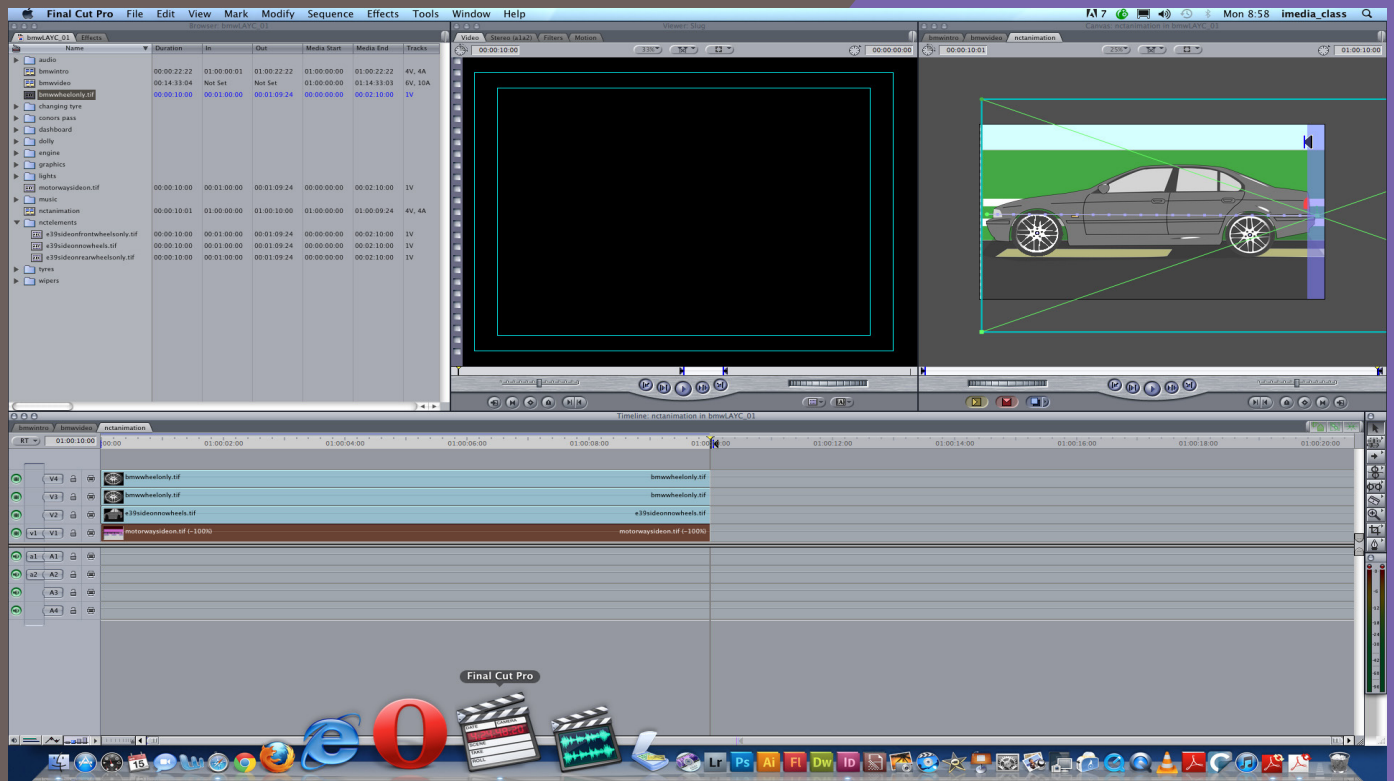 Final Cut Pro File Edit View Mark Modify Sequence Effects Tools Window Help
7 Mon 8:58 imedia_class
Browser: bmwLAYC_01
bmwLAYC_01 Effects
Name Duration In Out Media Start Media End Tracks
audio
bmwintro 00:00:22:22 01:00:00:01 01:00:22:22 01:00:00:00 01:00:22:22 4V, 4A
bmwvideo 00:14:33:04 Not Set Not Set 01:00:00:00 01:14:33:03 6V, 10A
bmwwheelonly.tif 00:00:10:00 00:01:00:00 00:01:09:24 00:00:00:00 00:02:10:00 1V
changing tyre
conors pass
dashboard
dolly
engine
graphics
lights
motorwaysideon.tif 00:00:10:00 00:01:00:00 00:01:09:24 00:00:00:00 00:02:10:00 1V
music
nctanimation 00:00:10:01 01:00:00:00 01:00:10:00 01:00:00:00 01:00:09:24 4V, 4A
nctelements
e39sideonfrontwheelsonly.tif 00:00:10:00 00:01:00:00 00:01:09:24 00:00:00:00 00:02:10:00 1V
e39sideonnowheels.tif 00:00:10:00 00:01:00:00 00:01:09:24 00:00:00:00 00:02:10:00 1V
e39sideonrearwheelsonly.tif 00:00:10:00 00:01:00:00 00:01:09:24 00:00:00:00 00:02:10:00 1V
tyres
wipers
Viewer: Slug
Video Stereo (a1a2) Filters Motion
00:00:10:00 33% 00:00:00:00
Canvas: nctanimation in bmwLAYC_01
bmwintro bmwvideo nctanimation
00:00:10:01 25% 01:00:10:00
Timeline: nctanimation in bmwLAYC_01
bmwintro bmwvideo nctanimation
RT 01:00:10:00 00:00 01:00:02:00 01:00:04:00 01:00:06:00 01:00:08:00 01:00:12:00 01:00:14:00 01:00:16:00 01:00:18:00 01:00:20:00
V4 bmwwheelonly.tif bmwwheelonly.tif
V3 bmwwheelonly.tif bmwwheelonly.tif
V2 e39sideonnowheels.tif e39sideonnowheels.tif
v1 V1 motorwaysideon.tif (-100%) motorwaysideon.tif (-100%)
a1 A1
a2 A2
A3
A4
Final Cut Pro
15 Lr Ps Ai Fl Dw Id